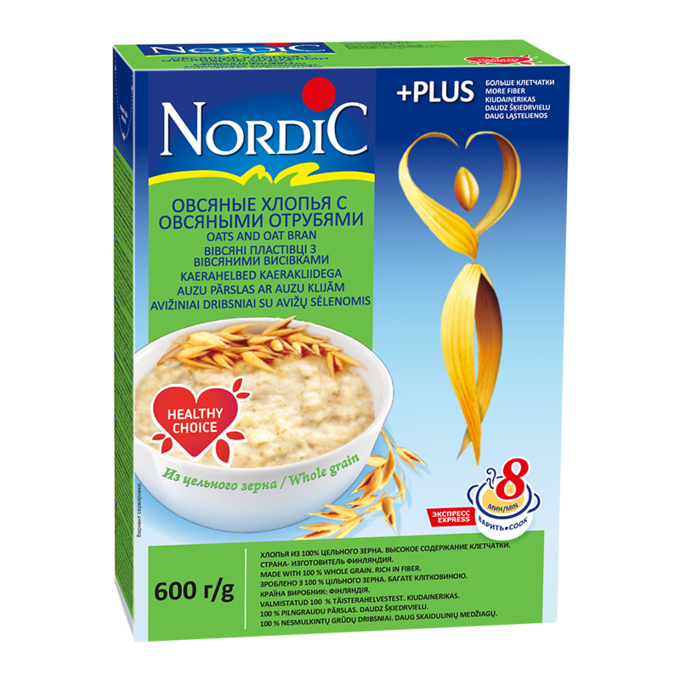 NORDIC
ОВСЯНЫЕ ХЛОПЬЯ С
ОВСЯНЫМИ ОТРУБЯМИ
OATS AND OAT BRAN
ВІВСЯНІ ПЛАСТІВЦІ З
ВІВСЯНИМИ ВИСІВКАМИ
KAERAHELBED KAERAKLIIDEGA
AUZU PĀRSLAS AR AUZU KLIJĀM
AVIŽINIAI DRIBSNIAI SU AVIŽŲ SĖLENOMIS
+PLUS
БОЛЬШЕ КЛЕТЧАТКИ
MORE FIBER
KIUDAINERIKAS
DAUDZ ŠĶIEDRVIELU
DAUG LĄSTELIENOS
HEALTHY
CHOICE
Из цельного зерна / Whole grain
Вариант сервировки
ЭКСПРЕСС
EXPRESS
8
МИН/MIN
ВАРИТЬ•COOK
600 г/g
ХЛОПЬЯ ИЗ 100% ЦЕЛЬНОГО ЗЕРНА. ВЫСОКОЕ СОДЕРЖАНИЕ КЛЕТЧАТКИ.
СТРАНА- ИЗГОТОВИТЕЛЬ ФИНЛЯНДИЯ.
MADE WITH 100 % WHOLE GRAIN. RICH IN FIBER.
ЗРОБЛЕНО З 100 % ЦІЛЬНОГО ЗЕРНА. БАГАТЕ КЛІТКОВИНОЮ.
КРАЇНА ВИРОБНИК: ФІНЛЯНДІЯ.
VALMISTATUD 100 % TÄISTERAHELVESTEST. KIUDAINERIKAS.
100 % PILNGRAUDU PĀRSLAS. DAUDZ ŠĶIEDRVIELU.
100 % NESMULKINTŲ GRŪDŲ DRIBSNIAI. DAUG SKAIDULINIŲ MEDŽIAGŲ.
NORDIC